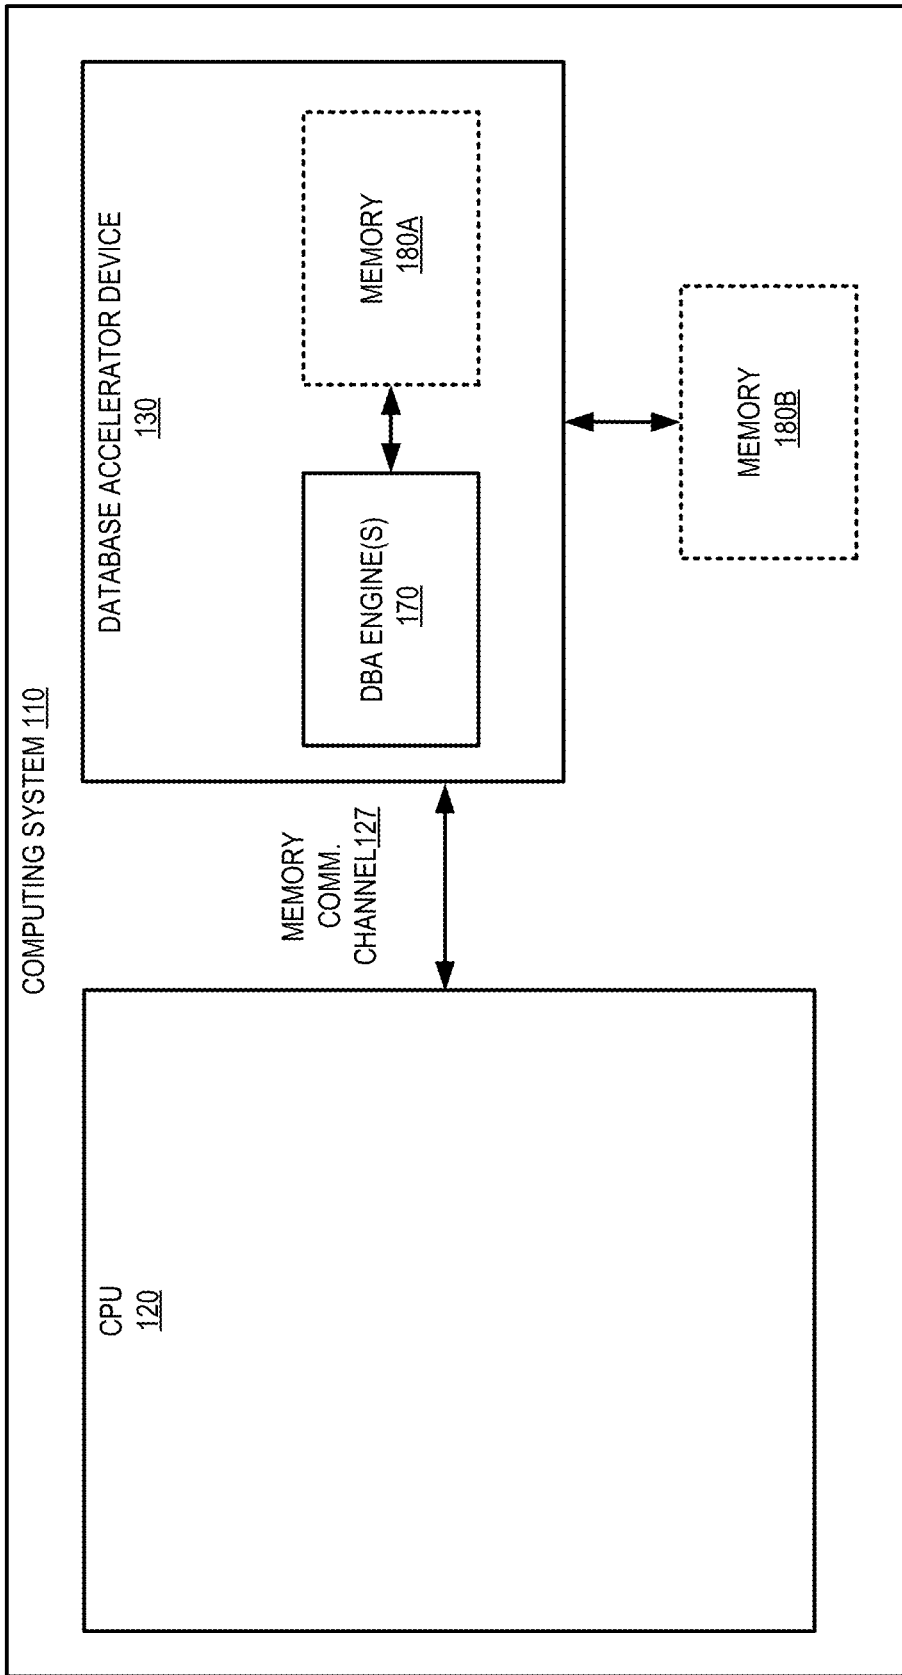 COMPUTING SYSTEM 110
CPU
120
MEMORY
COMM.
CHANNEL127
DATABASE ACCELERATOR DEVICE
130
DBA ENGINE(S)
170
MEMORY
180A
MEMORY
180B